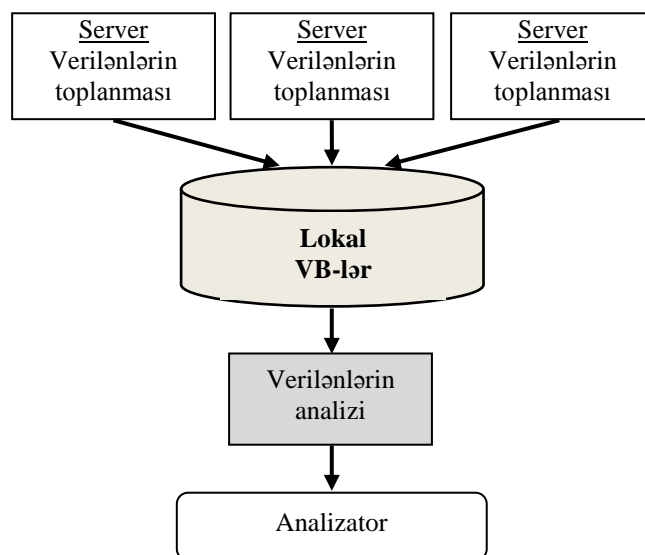 Server
Verilənlərin
toplanması
Server
Verilənlərin
toplanması
Server
Verilənlərin
toplanması
Lokal
VB-lər
Verilənlərin
analizi
Analizator